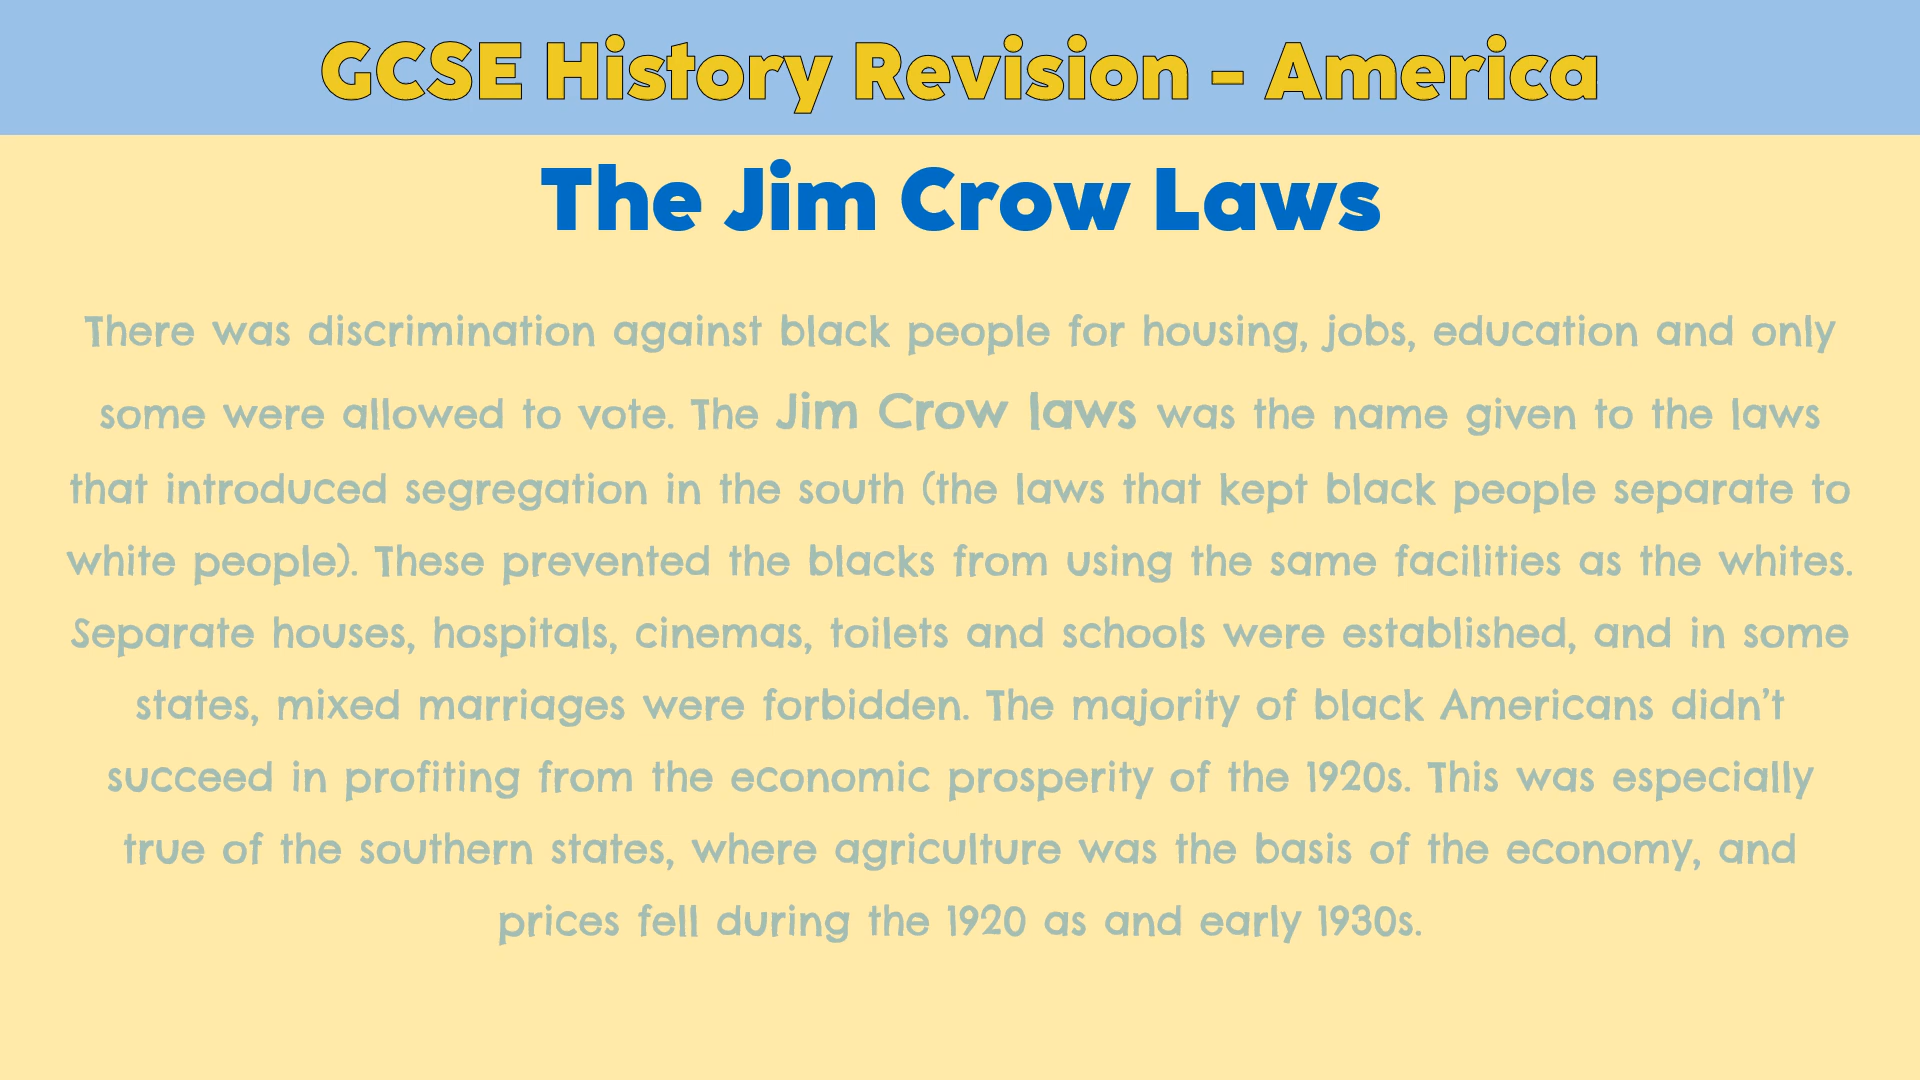 GCSE History Revision - America
The Jim Crow Laws
There was discrimination against black people for housing, jobs, education and only
some were allowed to vote. The Jim Crow laws was the name given to the laws
that introduced segregation in the south (the laws that kept black people separate to
white people). These prevented the blacks from using the same facilities as the whites.
Separate houses, hospitals, cinemas, toilets and schools were established, and in some
states, mixed marriages were forbidden. The majority of black Americans didn’t
succeed in profiting from the economic prosperity of the 1920s. This was especially
true of the southern states, where agriculture was the basis of the economy, and
prices fell during the 1920 as and early 1930s.